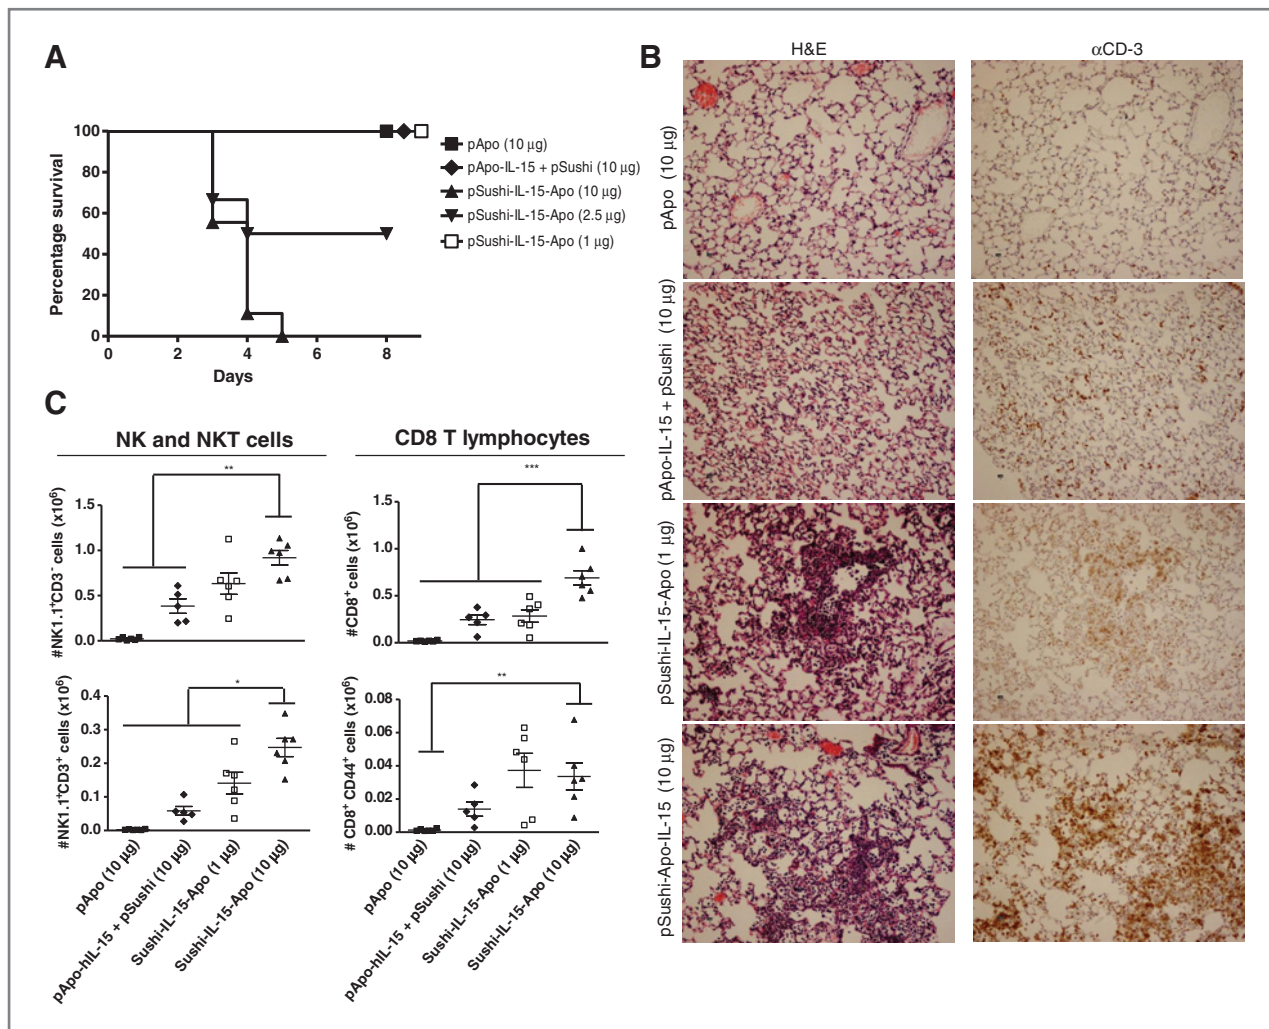 A
100
80
60
40
20
0
Percentage survival
0 2 4 6 8
Days
pApo (10 µg)
pApo-IL-15 + pSushi (10 µg)
pSushi-IL-15-Apo (10 µg)
pSushi-IL-15-Apo (2.5 µg)
pSushi-IL-15-Apo (1 µg)
B
H&E
αCD-3
pApo (10 µg)
pApo-IL-15 + pSushi (10 µg)
pSushi-IL-15-Apo (1 µg)
pSushi-Apo-IL-15 (10 µg)
C
NK and NKT cells
**
1.5
1.0
0.5
0.0
#NK1.1⁺CD3⁻ cells (x10⁶)
*
0.4
0.3
0.2
0.1
0.0
#NK1.1⁺CD3⁺ cells (x10⁶)
pApo (10 µg)
pApo-hIL-15 + pSushi (10 µg)
Sushi-IL-15-Apo (1 µg)
Sushi-IL-15-Apo (10 µg)
CD8 T lymphocytes
***
1.5
1.0
0.5
0.0
#CD8⁺ cells (x10⁶)
**
0.08
0.06
0.04
0.02
0.00
# CD8⁺ CD44⁺ cells (x10⁶)
pApo (10 µg)
pApo-hIL-15 + pSushi (10 µg)
Sushi-IL-15-Apo (1 µg)
Sushi-IL-15-Apo (10 µg)